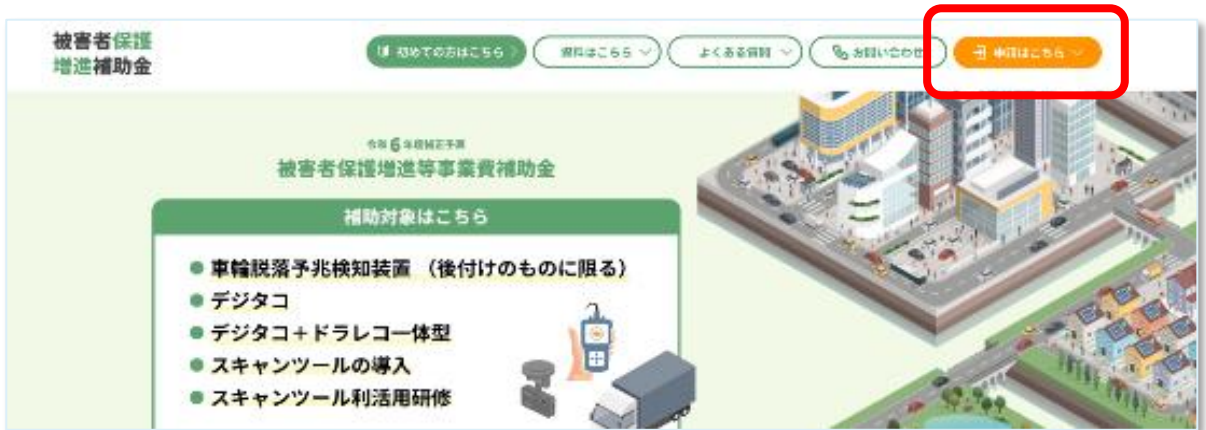 被害者保護
増進補助金
初めての方はこちら
資料はこちら
よくある質問
お問い合わせ
申請はこちら
令和6年度補正予算
被害者保護増進等事業費補助金
補助対象はこちら
車輪脱落予兆検知装置 （後付けのものに限る）
デジタコ
デジタコ+ドラレコ一体型
スキャンツールの導入
スキャンツール利活用研修